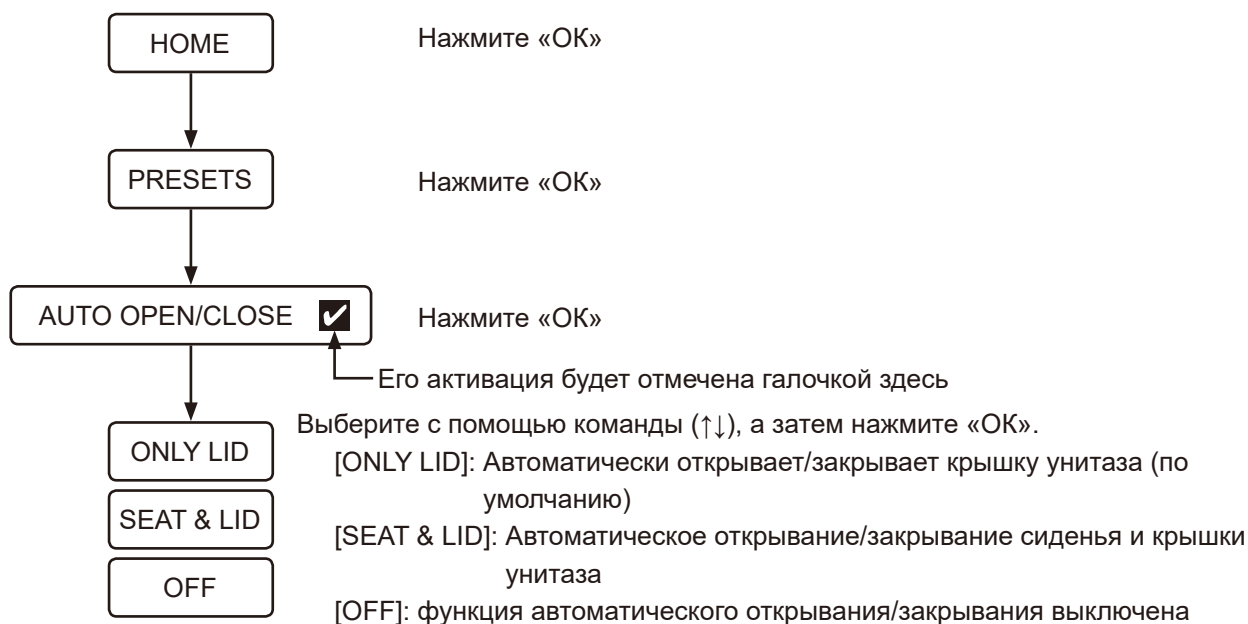 HOME Нажмите «ОК»
PRESETS Нажмите «ОК»
AUTO OPEN/CLOSE ✔ Нажмите «ОК»
Его активация будет отмечена галочкой здесь
Выберите с помощью команды (↑↓), а затем нажмите «ОК».
ONLY LID
[ONLY LID]: Автоматически открывает/закрывает крышку унитаза (по
умолчанию)
SEAT & LID
[SEAT & LID]: Автоматическое открывание/закрывание сиденья и крышки
унитаза
OFF
[OFF]: функция автоматического открывания/закрывания выключена